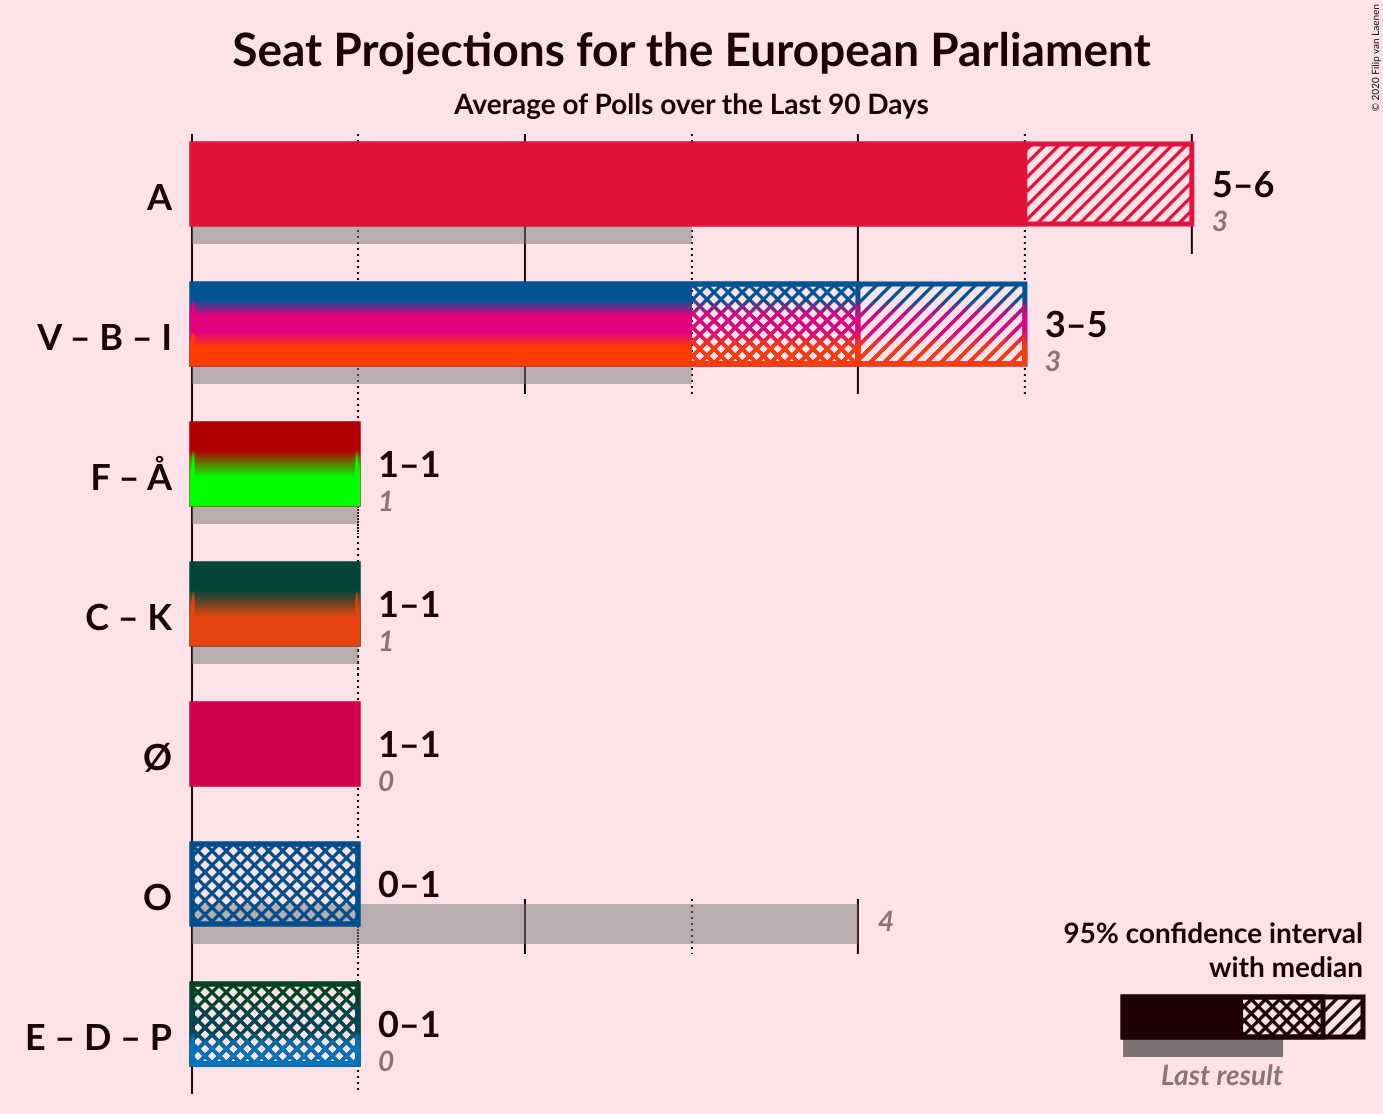 Seat Projections for the European Parliament
Average of Polls over the Last 90 Days
© 2020 Filip van Laenen
A
5–6
3
V – B – I
3–5
3
F – Å
1–1
1
C – K
1–1
1
Ø
1–1
0
O
0–1
4
E – D – P
0–1
0
95% confidence interval
with median
Last result